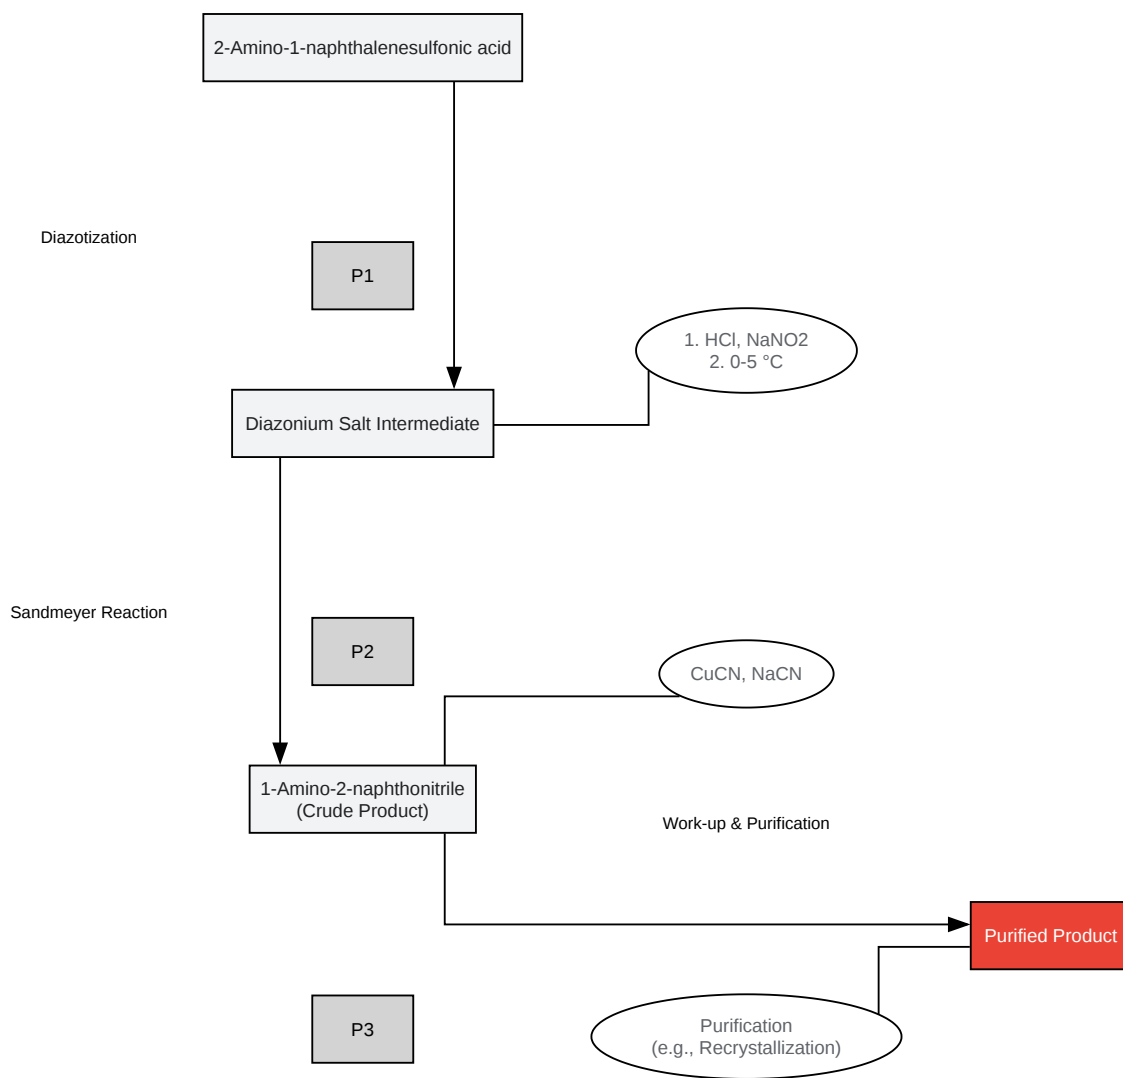 2-Amino-1-naphthalenesulfonic acid
Diazotization
P1
1. HCl, NaNO2
2. 0-5 °C
Diazonium Salt Intermediate
Sandmeyer Reaction
P2
CuCN, NaCN
1-Amino-2-naphthonitrile
(Crude Product)
Work-up & Purification
Purified Product
P3
Purification
(e.g., Recrystallization)